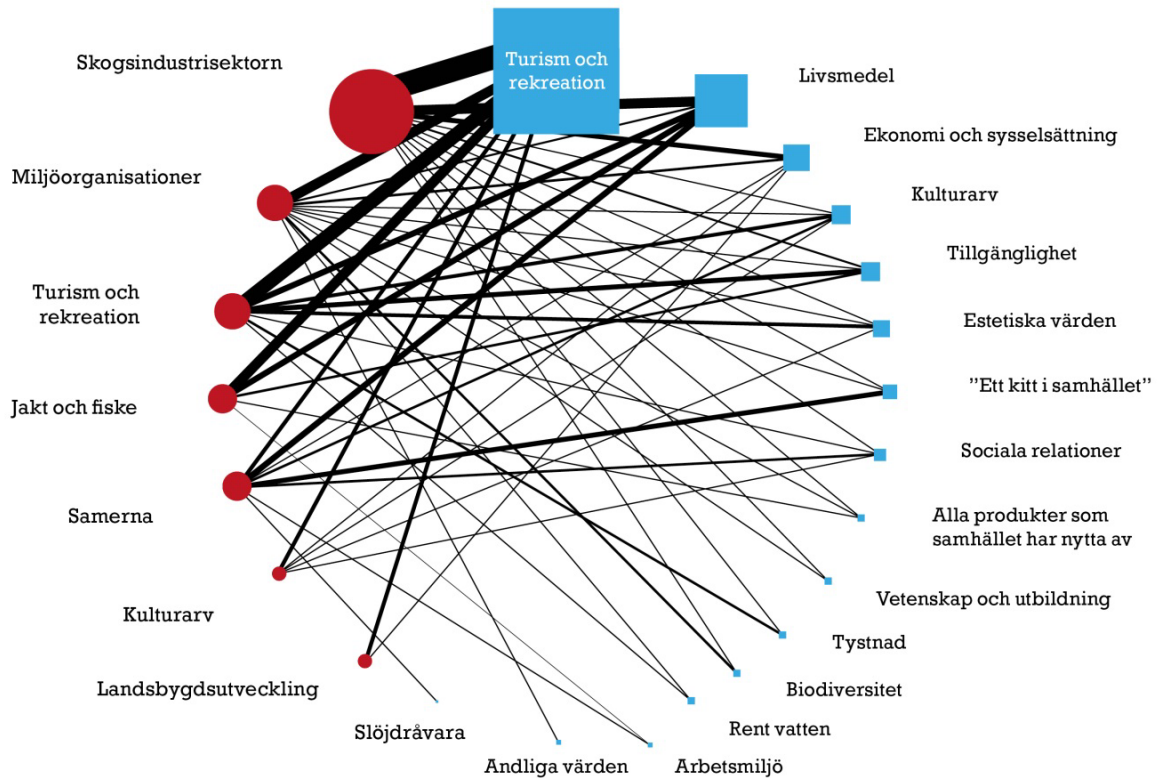 Skogsindustrisektorn
Turism och
rekreation
Livsmedel
Ekonomi och sysselsättning
Miljöorganisationer
Kulturarv
Tillgänglighet
Turism och
rekreation
Estetiska värden
"Ett kitt i samhället"
Jakt och fiske
Sociala relationer
Samerna
Alla produkter som
samhället har nytta av
Vetenskap och utbildning
Kulturarv
Tystnad
Landsbygdsutveckling
Biodiversitet
Slöjdråvara
Rent vatten
Andliga värden
Arbetsmiljö